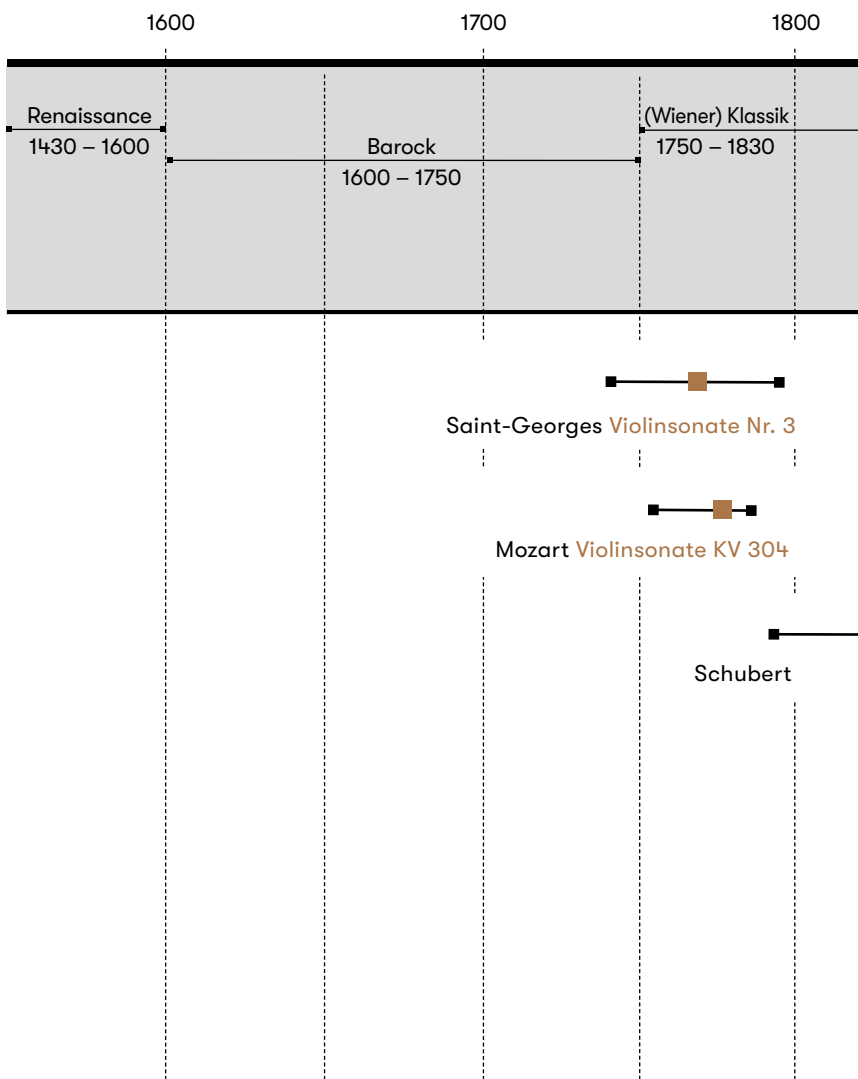 1600 1700 1800
Renaissance
1430 – 1600
Barock
1600 – 1750
(Wiener) Klassik
1750 – 1830
Saint-Georges Violinsonate Nr. 3
Mozart Violinsonate KV 304
Schubert